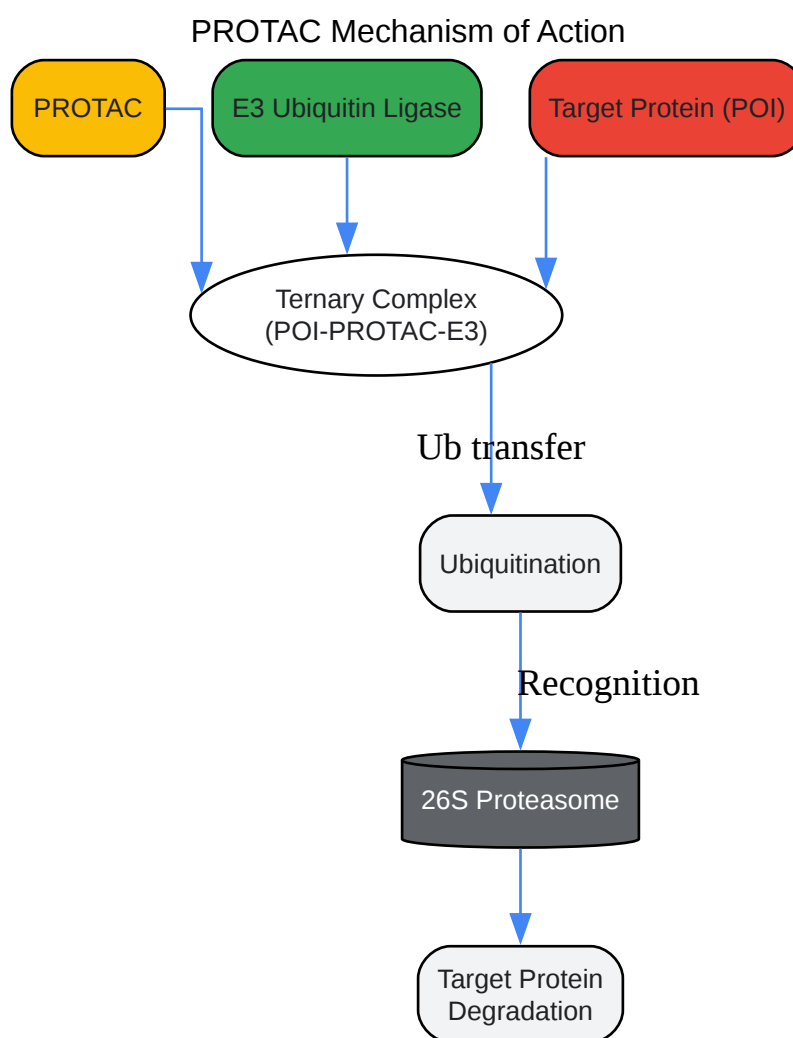 PROTAC Mechanism of Action
PROTAC
E3 Ubiquitin Ligase
Target Protein (POI)
Ternary Complex
(POI-PROTAC-E3)
Ub transfer
Ubiquitination
Recognition
26S Proteasome
Target Protein
Degradation